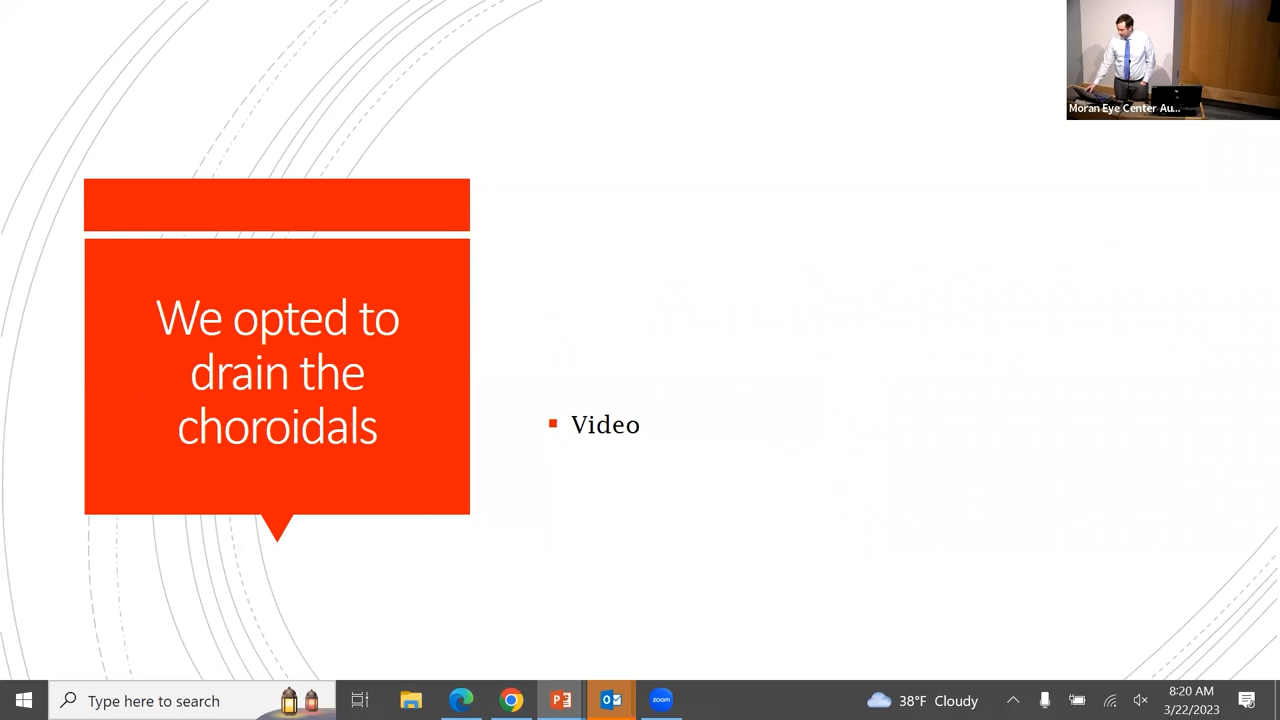 Moran Eye Center Au...
We opted to
drain the
choroidals
Video
Type here to search
zoom
38°F Cloudy
8:20 AM
3/22/2023